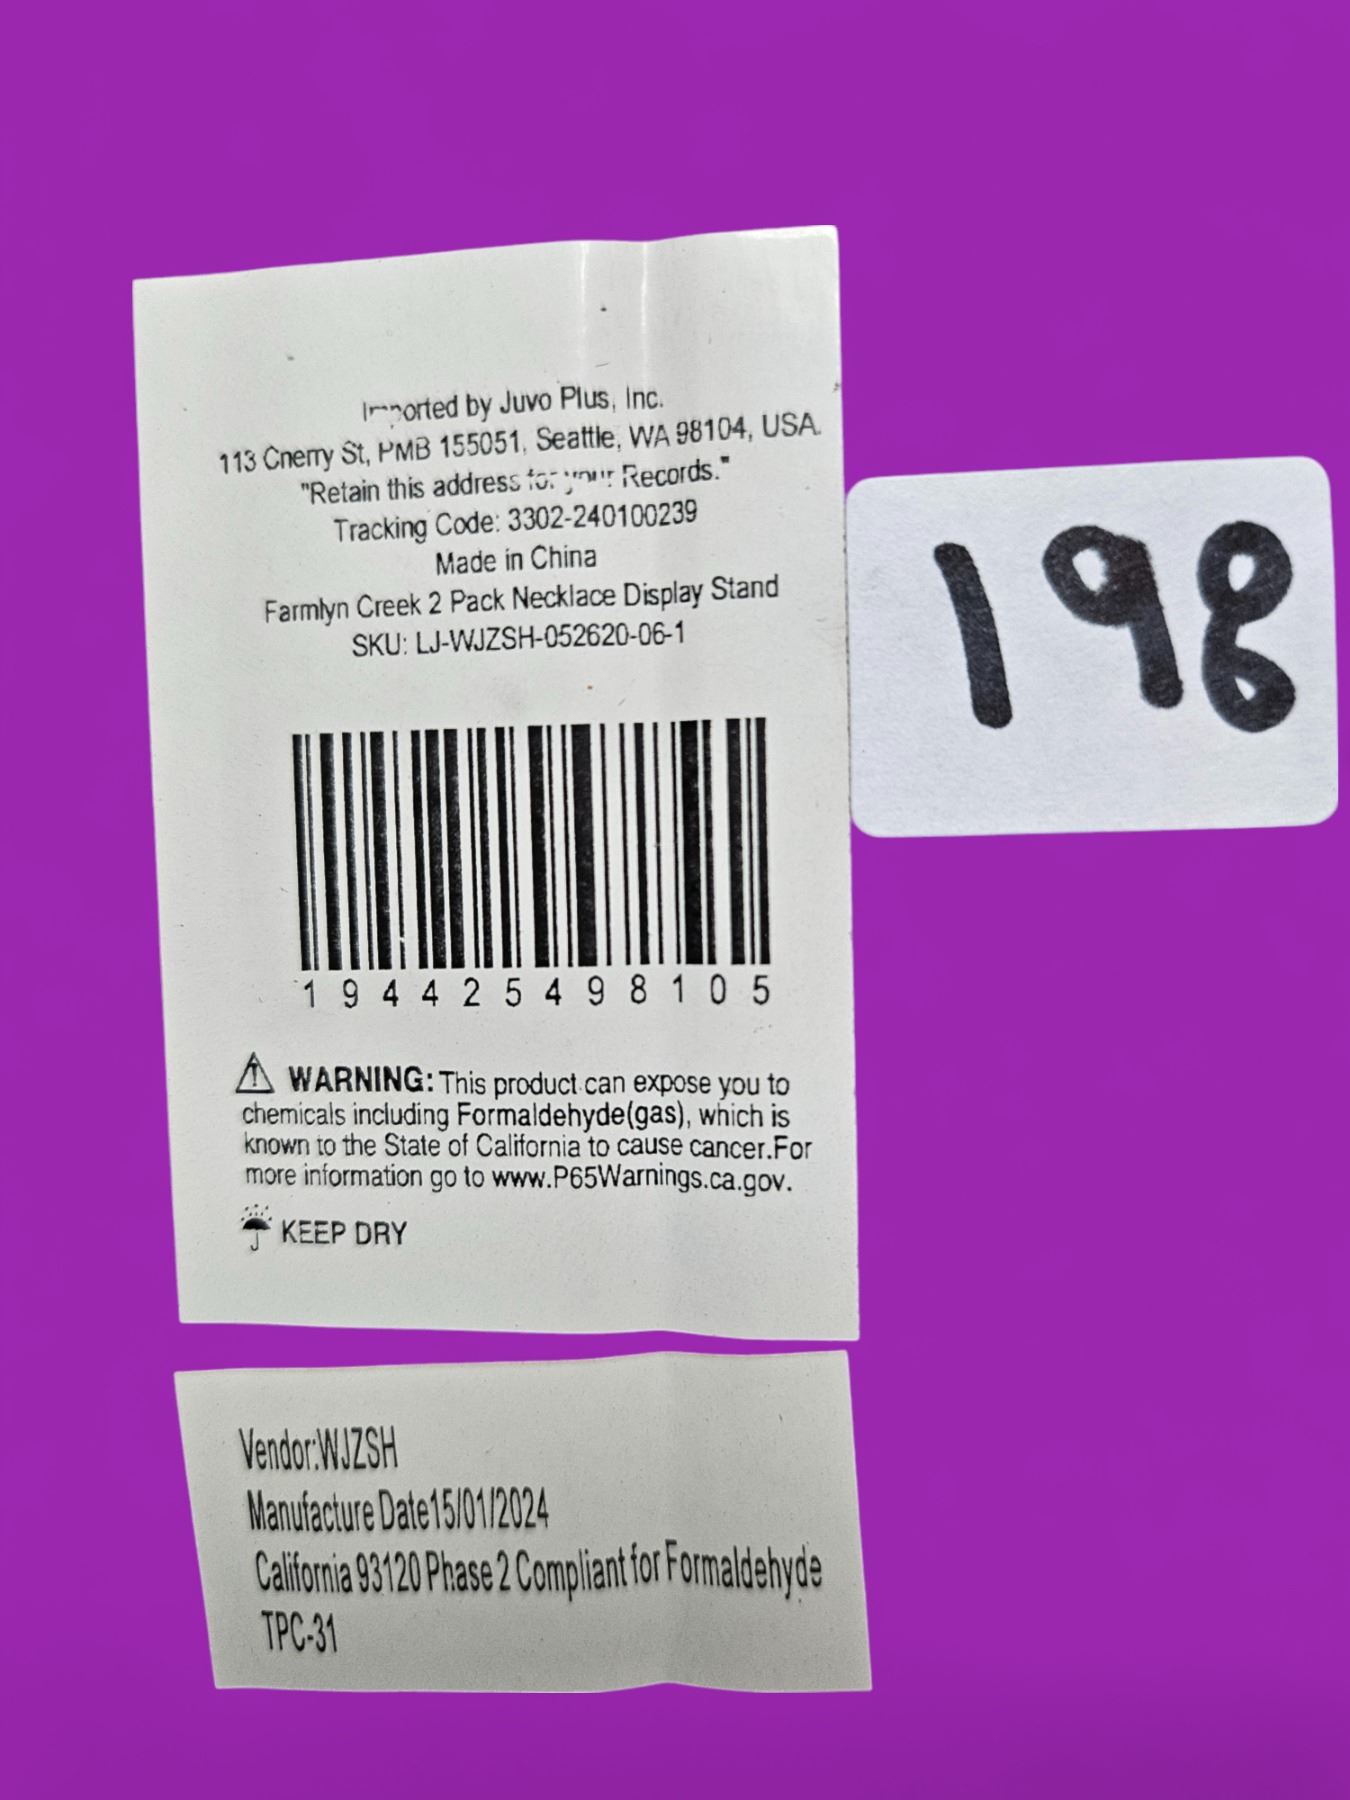 Imported by Juvo Plus, Inc.
113 Cherry St, PMB 155051, Seattle, WA 98104, USA.
"Retain this address for your Records."
Tracking Code: 3302-240100239
Made in China
Farmlyn Creek 2 Pack Necklace Display Stand
SKU: LJ-WJZSH-052620-06-1
198
1 9 4 4 2 5 4 9 8 1 0 5
WARNING: This product can expose you to
chemicals including Formaldehyde(gas), which is
known to the State of California to cause cancer.For
more information go to www.P65Warnings.ca.gov.
KEEP DRY
Vendor:WJZSH
Manufacture Date15/01/2024
California 93120 Phase 2 Compliant for Formaldehyde
TPC-31